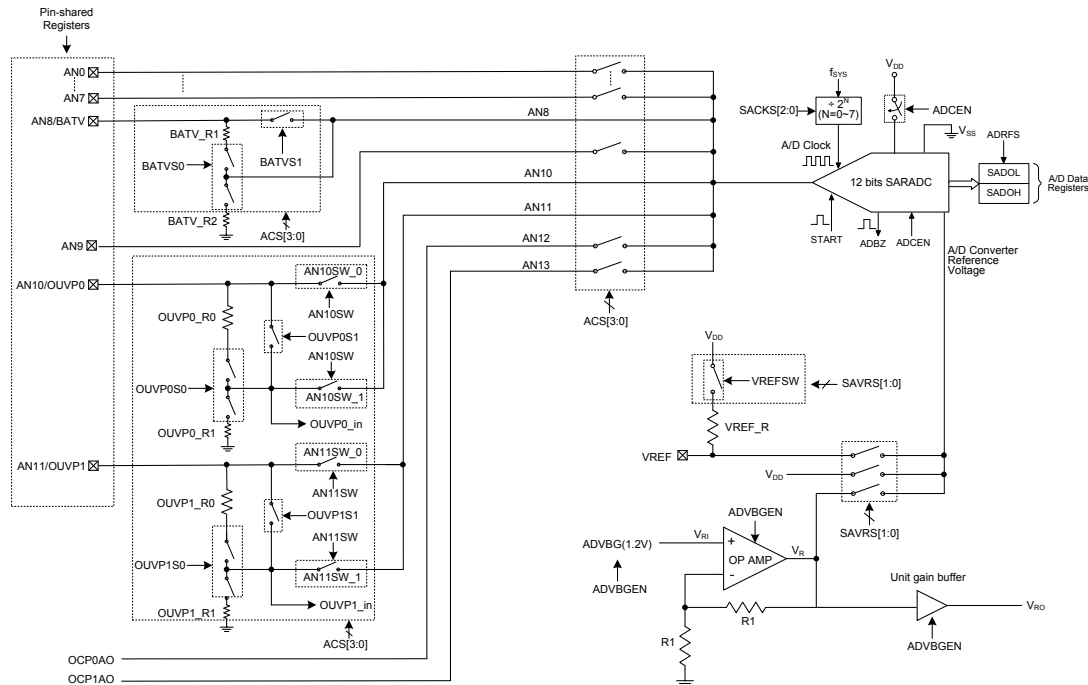 Pin-shared
Registers
AN0
AN7
AN8/BATV
BATV_R1
BATVS0
BATVS1
BATV_R2
ACS[3:0]
AN9
AN10/OUVP0
OUVP0_R0
OUVP0S0
OUVP0_R1
OUVP0S1
AN10SW_0
AN10SW
AN10SW
AN10SW_1
OUVP0_in
AN11/OUVP1
OUVP1_R0
OUVP1S0
OUVP1_R1
OUVP1S1
AN11SW_0
AN11SW
AN11SW
AN11SW_1
OUVP1_in
ACS[3:0]
OCP0AO
OCP1AO
AN8
AN10
AN11
AN12
AN13
ACS[3:0]
fSYS
SACKS[2:0]
÷ 2N
(N=0~7)
A/D Clock
VDD
ADCEN
VSS
12 bits SARADC
START
ADBZ
ADCEN
ADRFS
SADOL
SADOH
A/D Data
Registers
A/D Converter
Reference
Voltage
VDD
VREFSW
SAVRS[1:0]
VREF_R
VREF
VDD
SAVRS[1:0]
ADVBGEN
ADVBG(1.2V)
VRI
+
OP AMP
-
VR
ADVBGEN
R1
R1
Unit gain buffer
VRO
ADVBGEN